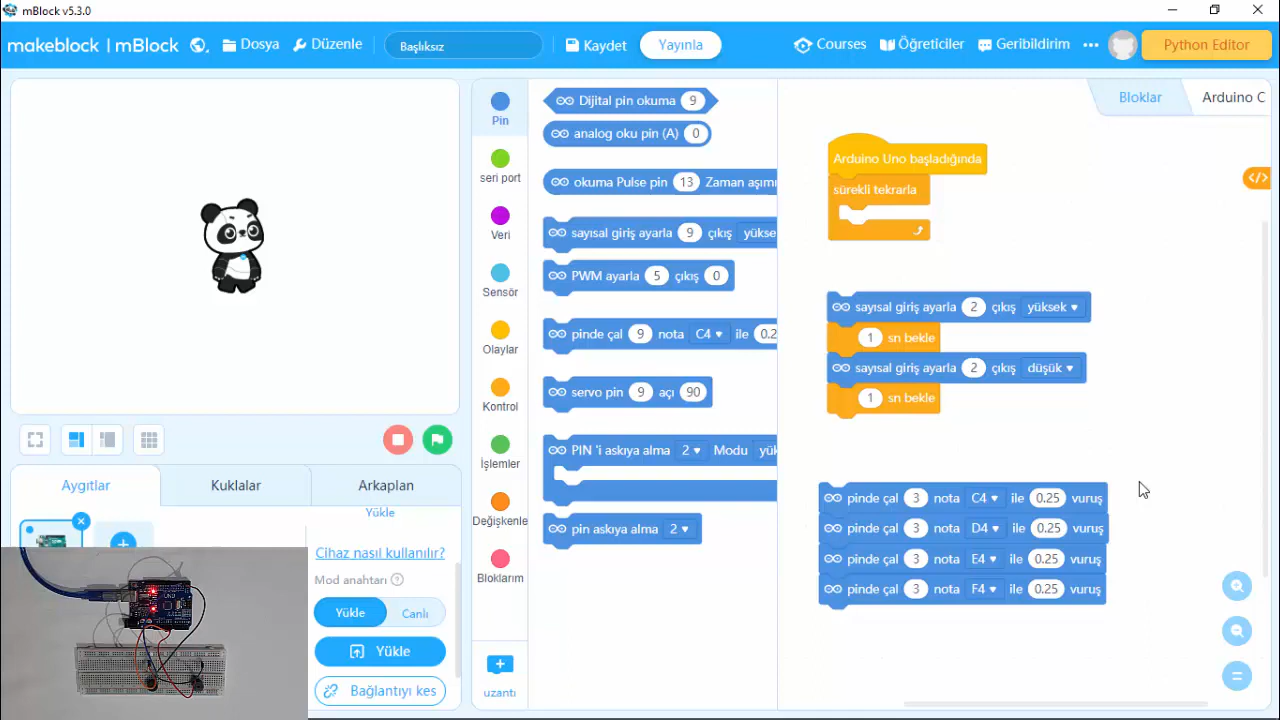 mBlock v5.3.0
makeblock | mBlock
Dosya
Düzenle
Başlıksız
Kaydet
Yayınla
Courses
Öğreticiler
Geribildirim
Python Editor
Pin
seri port
Veri
Sensör
Olaylar
Kontrol
İşlemler
Değişkenle
Bloklarım
uzantı
Dijital pin okuma 9
analog oku pin (A) 0
okuma Pulse pin 13 Zaman aşımı
sayısal giriş ayarla 9 çıkış yükse
PWM ayarla 5 çıkış 0
pinde çal 9 nota C4 ile 0.2
servo pin 9 açı 90
PIN 'i askıya alma 2 Modu yük
pin askıya alma 2
Bloklar
Arduino C
Arduino Uno başladığında
sürekli tekrarla
sayısal giriş ayarla 2 çıkış yüksek
1 sn bekle
sayısal giriş ayarla 2 çıkış düşük
1 sn bekle
pinde çal 3 nota C4 ile 0.25 vuruş
pinde çal 3 nota D4 ile 0.25 vuruş
pinde çal 3 nota E4 ile 0.25 vuruş
pinde çal 3 nota F4 ile 0.25 vuruş
Aygıtlar
Kuklalar
Arkaplan
Yükle
Cihaz nasıl kullanılır?
Mod anahtarı
Yükle
Canlı
Yükle
Bağlantıyı kes